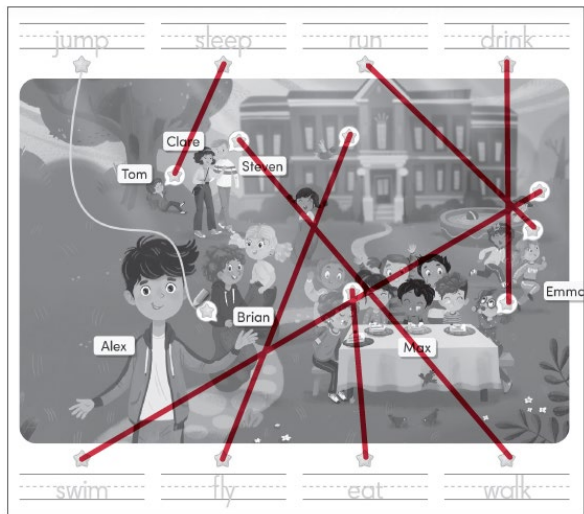 jump sleep run drink
Clare
Steven
Tom
Emma
Brian
Alex
Max
swim fly eat walk